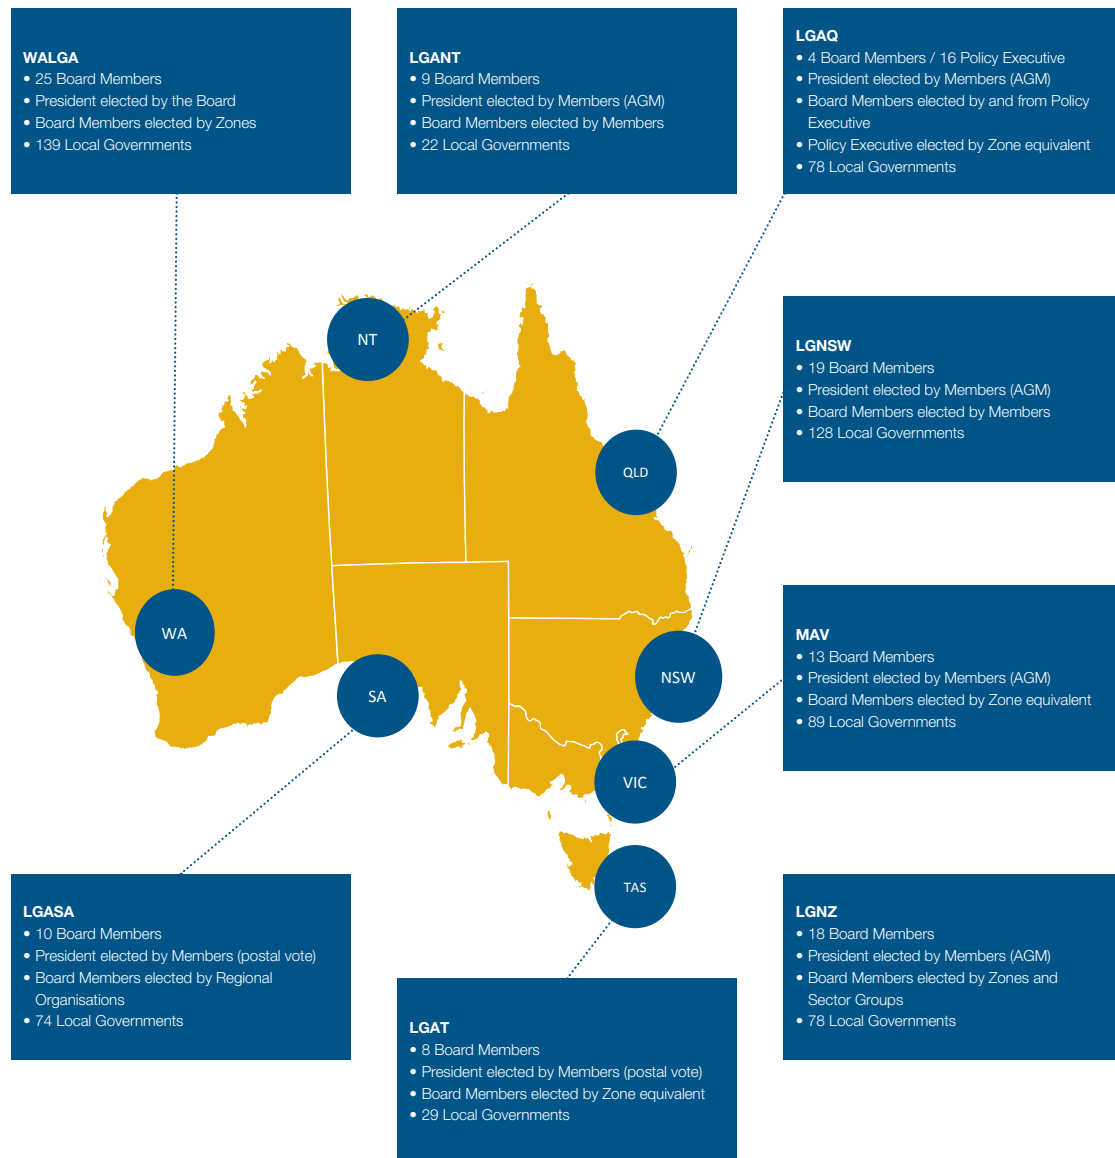 WALGA
• 25 Board Members
• President elected by the Board
• Board Members elected by Zones
• 139 Local Governments
LGANT
• 9 Board Members
• President elected by Members (AGM)
• Board Members elected by Members
• 22 Local Governments
LGAQ
• 4 Board Members / 16 Policy Executive
• President elected by Members (AGM)
• Board Members elected by and from Policy
Executive
• Policy Executive elected by Zone equivalent
• 78 Local Governments
NT
LGNSW
• 19 Board Members
• President elected by Members (AGM)
• Board Members elected by Members
• 128 Local Governments
QLD
WA
SA
NSW
VIC
MAV
• 13 Board Members
• President elected by Members (AGM)
• Board Members elected by Zone equivalent
• 89 Local Governments
TAS
LGASA
• 10 Board Members
• President elected by Members (postal vote)
• Board Members elected by Regional
Organisations
• 74 Local Governments
LGAT
• 8 Board Members
• President elected by Members (postal vote)
• Board Members elected by Zone equivalent
• 29 Local Governments
LGNZ
• 18 Board Members
• President elected by Members (AGM)
• Board Members elected by Zones and
Sector Groups
• 78 Local Governments